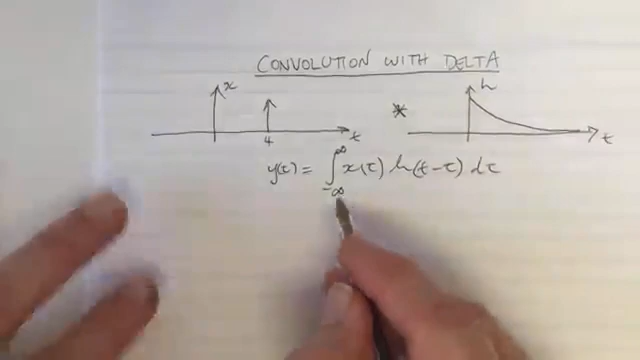 CONVOLUTION WITH DELTA
x
h
*
4
t
t
y(t) = ∫_{-∞}^{∞} x(τ) h(t-τ) dτ